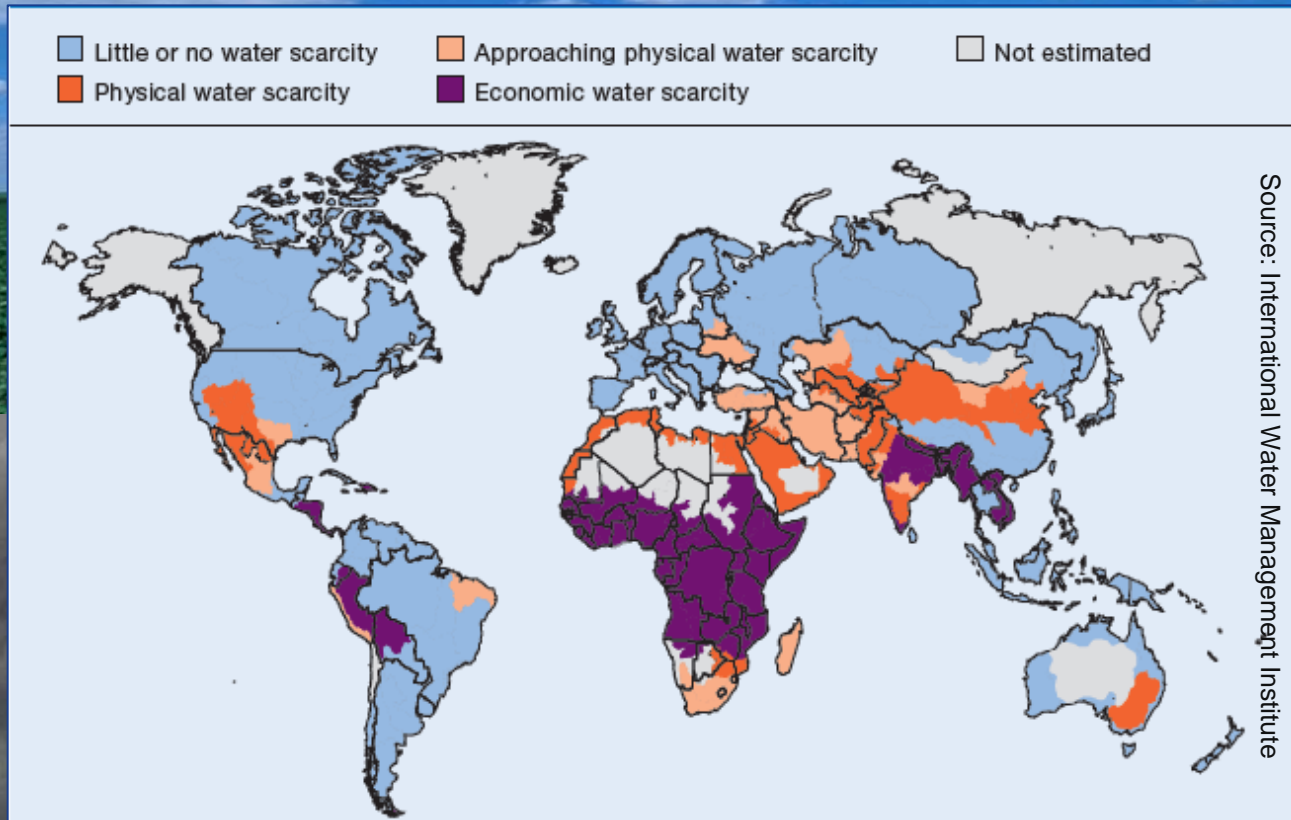 Little or no water scarcity
Approaching physical water scarcity
Not estimated
Physical water scarcity
Economic water scarcity
Source: International Water Management Institute